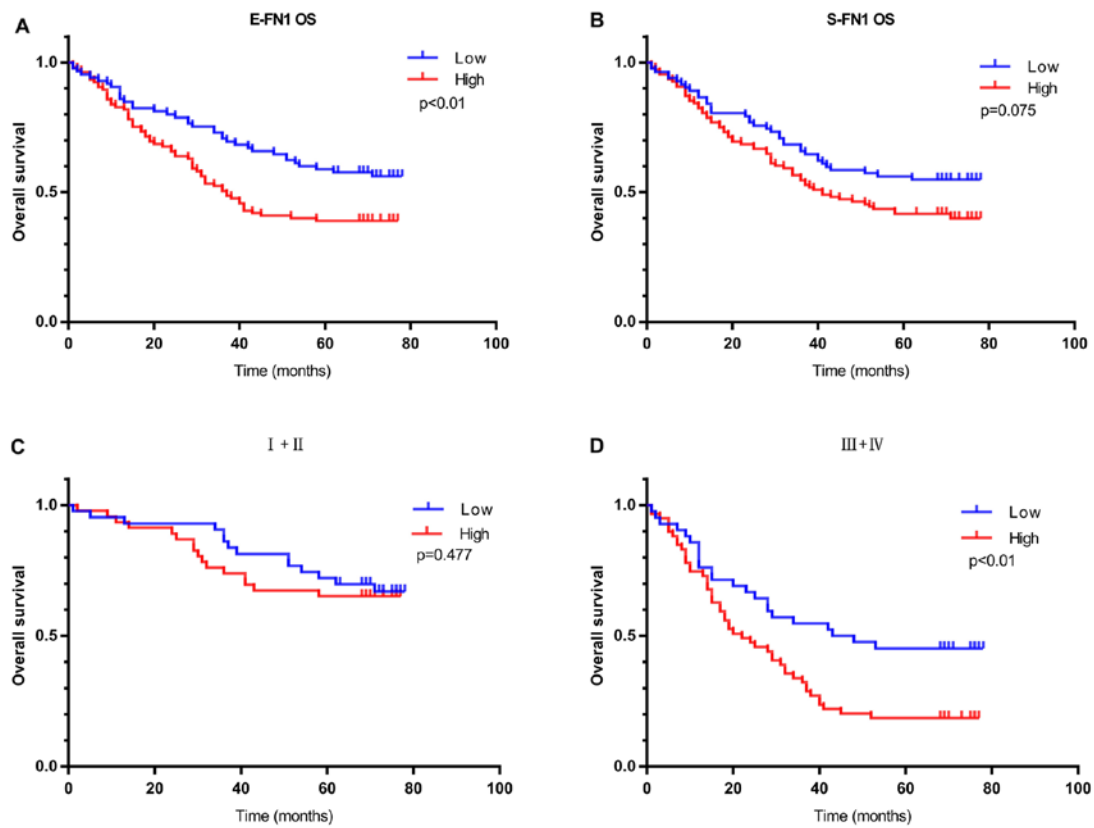 A
E-FN1 OS
Low
High
p<0.01
Overall survival
1.0
0.5
0.0
0 20 40 60 80 100
Time (months)
B
S-FN1 OS
Low
High
p=0.075
Overall survival
1.0
0.5
0.0
0 20 40 60 80 100
Time (months)
C
Ⅰ + Ⅱ
Low
High
p=0.477
Overall survival
1.0
0.5
0.0
0 20 40 60 80 100
Time (months)
D
Ⅲ+Ⅳ
Low
High
p<0.01
Overall survival
1.0
0.5
0.0
0 20 40 60 80 100
Time (months)